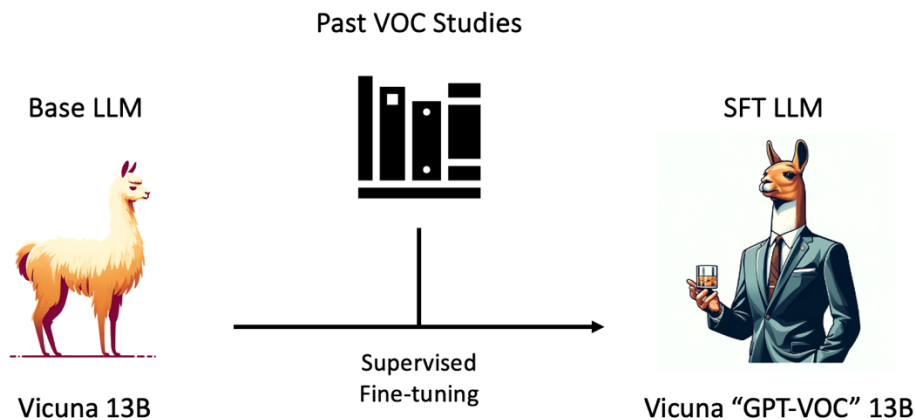 Past VOC Studies
Base LLM
SFT LLM
Supervised
Fine-tuning
Vicuna 13B
Vicuna “GPT-VOC” 13B